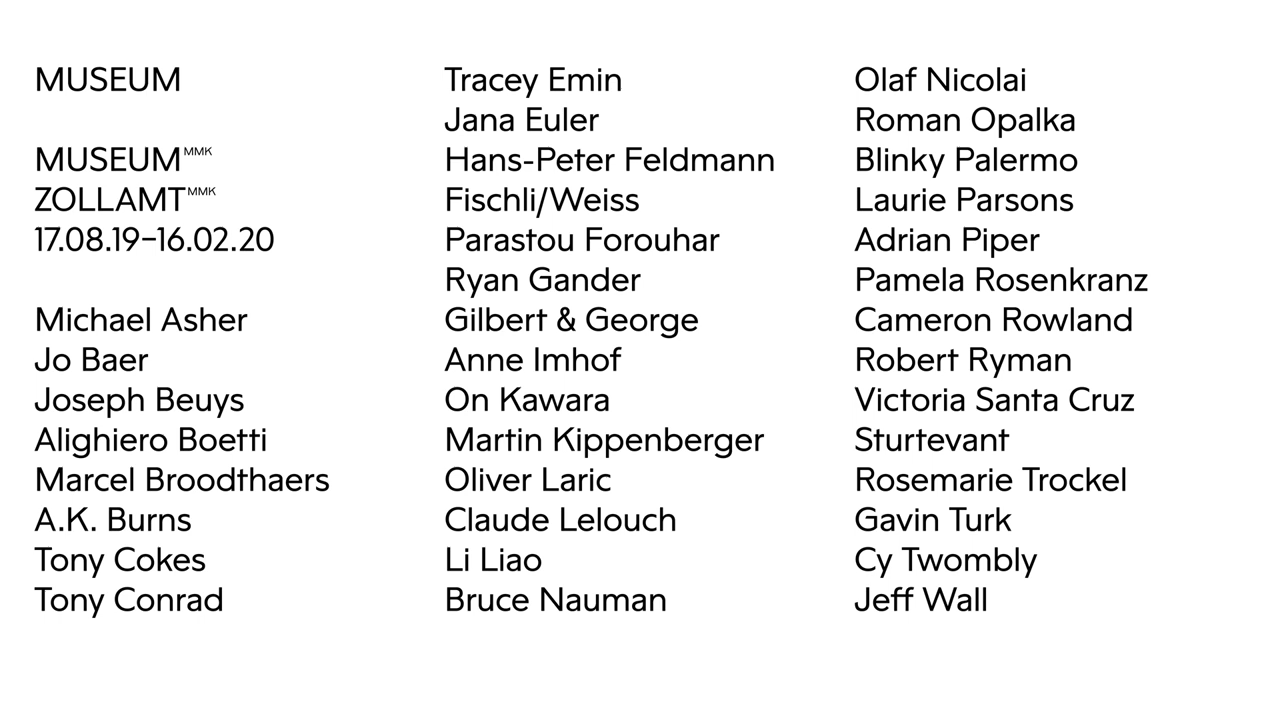 MUSEUM
MUSEUMᴹᴹᴷ
ZOLLAMTᴹᴹᴷ
17.08.19–16.02.20
Michael Asher
Jo Baer
Joseph Beuys
Alighiero Boetti
Marcel Broodthaers
A.K. Burns
Tony Cokes
Tony Conrad
Tracey Emin
Jana Euler
Hans-Peter Feldmann
Fischli/Weiss
Parastou Forouhar
Ryan Gander
Gilbert & George
Anne Imhof
On Kawara
Martin Kippenberger
Oliver Laric
Claude Lelouch
Li Liao
Bruce Nauman
Olaf Nicolai
Roman Opalka
Blinky Palermo
Laurie Parsons
Adrian Piper
Pamela Rosenkranz
Cameron Rowland
Robert Ryman
Victoria Santa Cruz
Sturtevant
Rosemarie Trockel
Gavin Turk
Cy Twombly
Jeff Wall